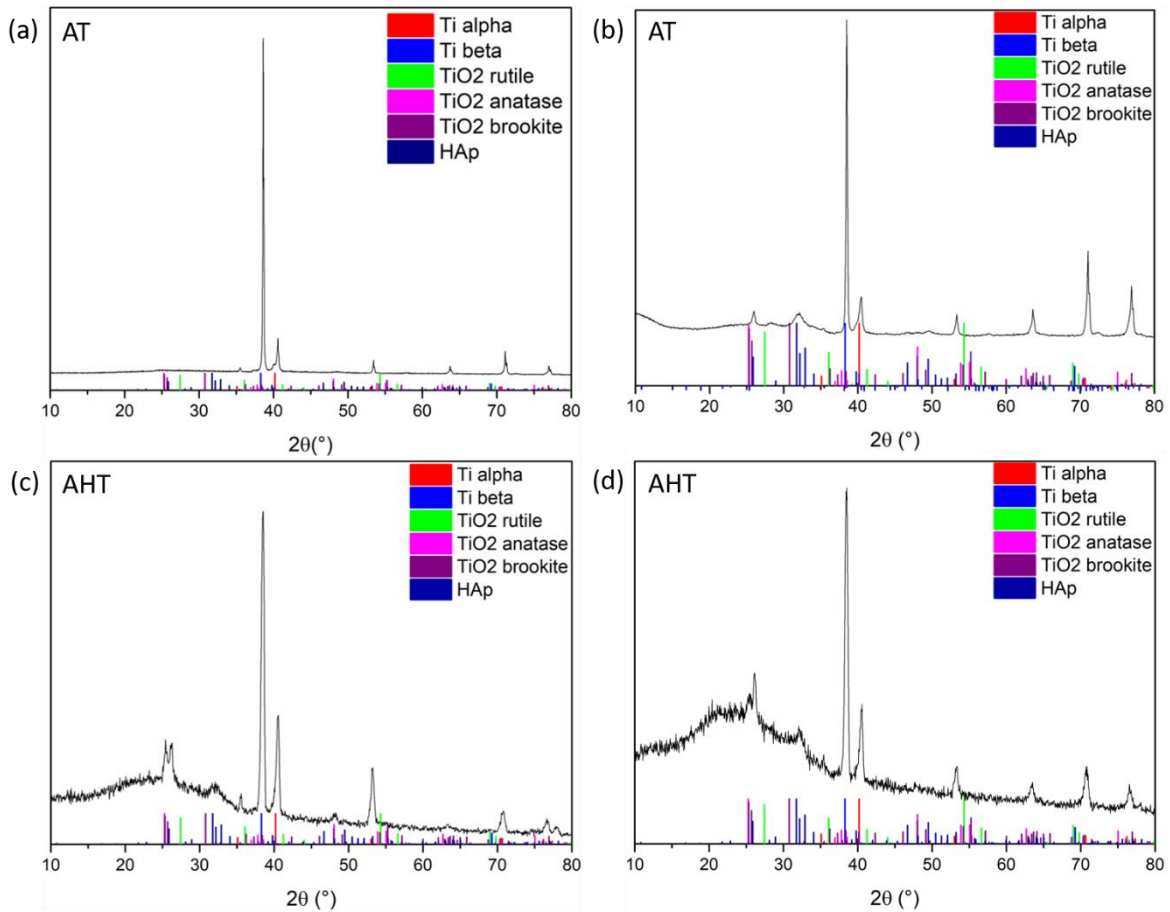 (a) AT
Ti alpha
Ti beta
TiO2 rutile
TiO2 anatase
TiO2 brookite
HAp
10 20 30 40 50 60 70 80
2θ(°)
(b) AT
Ti alpha
Ti beta
TiO2 rutile
TiO2 anatase
TiO2 brookite
HAp
10 20 30 40 50 60 70 80
2θ (°)
(c) AHT
Ti alpha
Ti beta
TiO2 rutile
TiO2 anatase
TiO2 brookite
HAp
10 20 30 40 50 60 70 80
2θ (°)
(d) AHT
Ti alpha
Ti beta
TiO2 rutile
TiO2 anatase
TiO2 brookite
HAp
10 20 30 40 50 60 70 80
2θ (°)